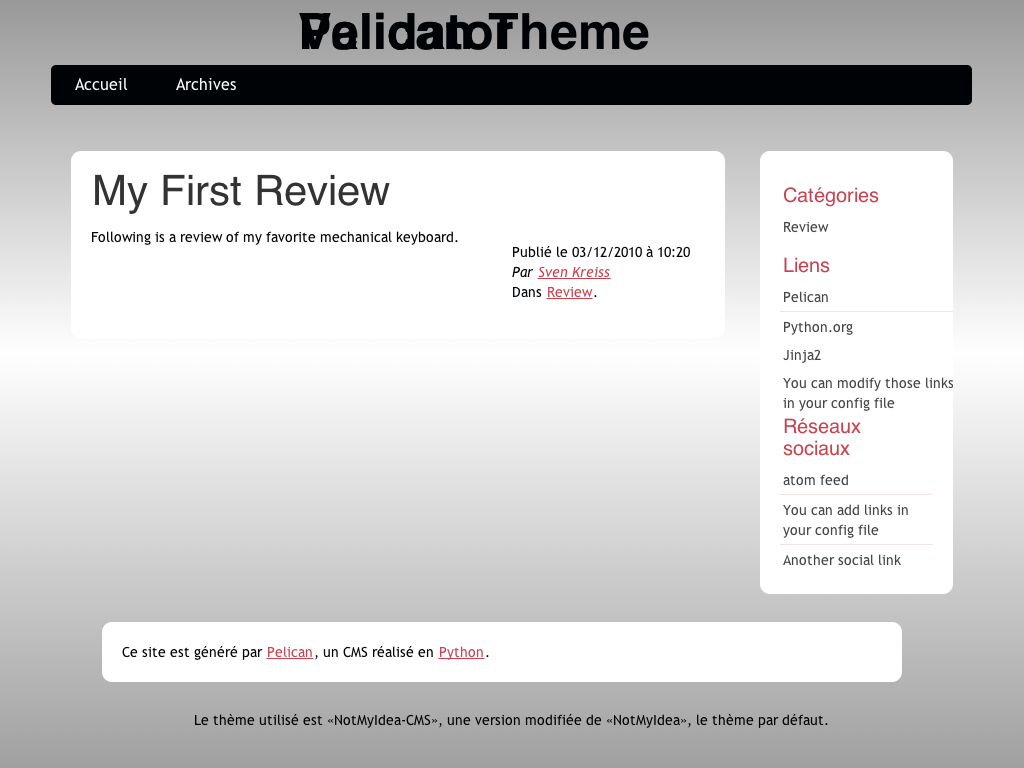 Pelican Theme
Validator
Accueil
Archives
My First Review
Following is a review of my favorite mechanical keyboard.
Publié le 03/12/2010 à 10:20
Par Sven Kreiss
Dans Review.
Catégories
Review
Liens
Pelican
Python.org
Jinja2
You can modify those links
in your config file
Réseaux
sociaux
atom feed
You can add links in
your config file
Another social link
Ce site est généré par Pelican, un CMS réalisé en Python.
Le thème utilisé est «NotMyIdea-CMS», une version modifiée de «NotMyIdea», le thème par défaut.